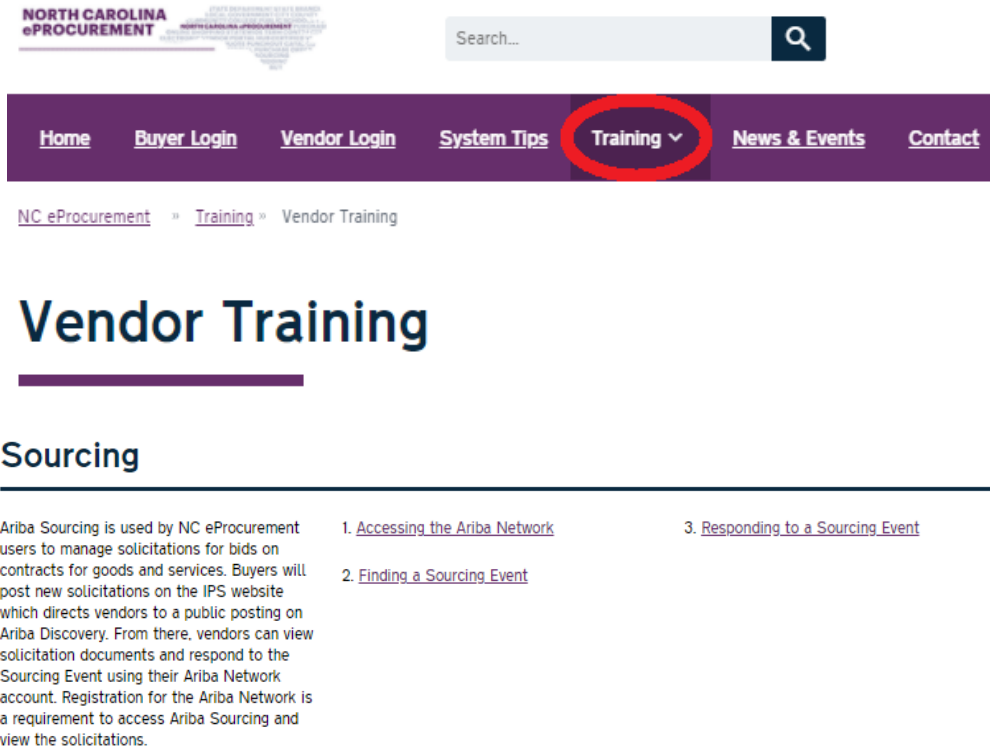 NORTH CAROLINA
ePROCUREMENT
NORTH CAROLINA ePROCUREMENT
Search...
Home Buyer Login Vendor Login System Tips Training News & Events Contact
NC eProcurement » Training » Vendor Training
Vendor Training
Sourcing
Ariba Sourcing is used by NC eProcurement
users to manage solicitations for bids on
contracts for goods and services. Buyers will
post new solicitations on the IPS website
which directs vendors to a public posting on
Ariba Discovery. From there, vendors can view
solicitation documents and respond to the
Sourcing Event using their Ariba Network
account. Registration for the Ariba Network is
a requirement to access Ariba Sourcing and
view the solicitations.
1. Accessing the Ariba Network
2. Finding a Sourcing Event
3. Responding to a Sourcing Event